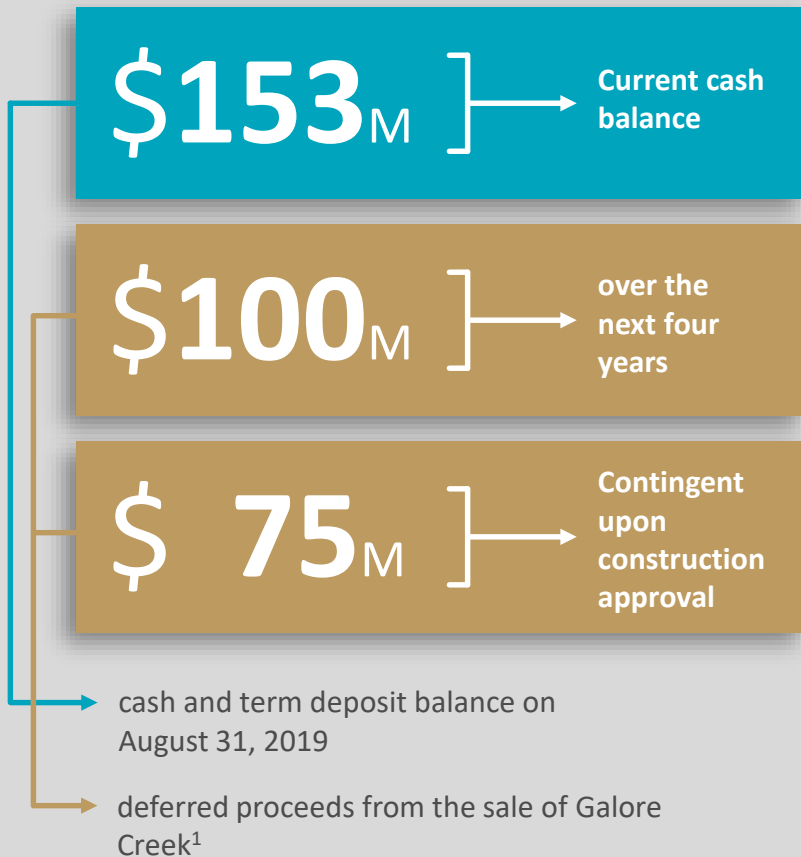 $153M
Current cash
balance
$100M
over the
next four
years
$ 75M
Contingent
upon
construction
approval
cash and term deposit balance on
August 31, 2019
deferred proceeds from the sale of Galore
Creek1